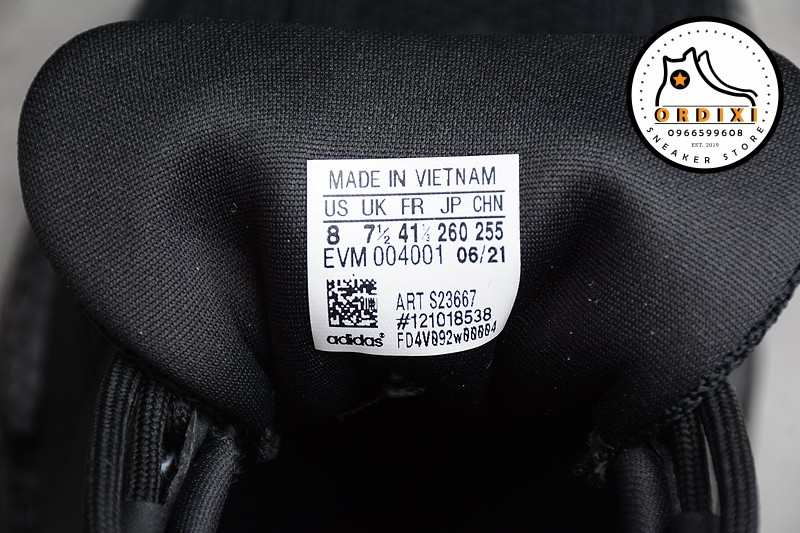 ORDIXI
0966599608
EST. 2019
SNEAKER STORE
MADE IN VIETNAM
US UK FR JP CHN
8 7½ 41⅓ 260 255
EVM 004001 06/21
ART S23667
#121018538
adidas® FD4V092W00004